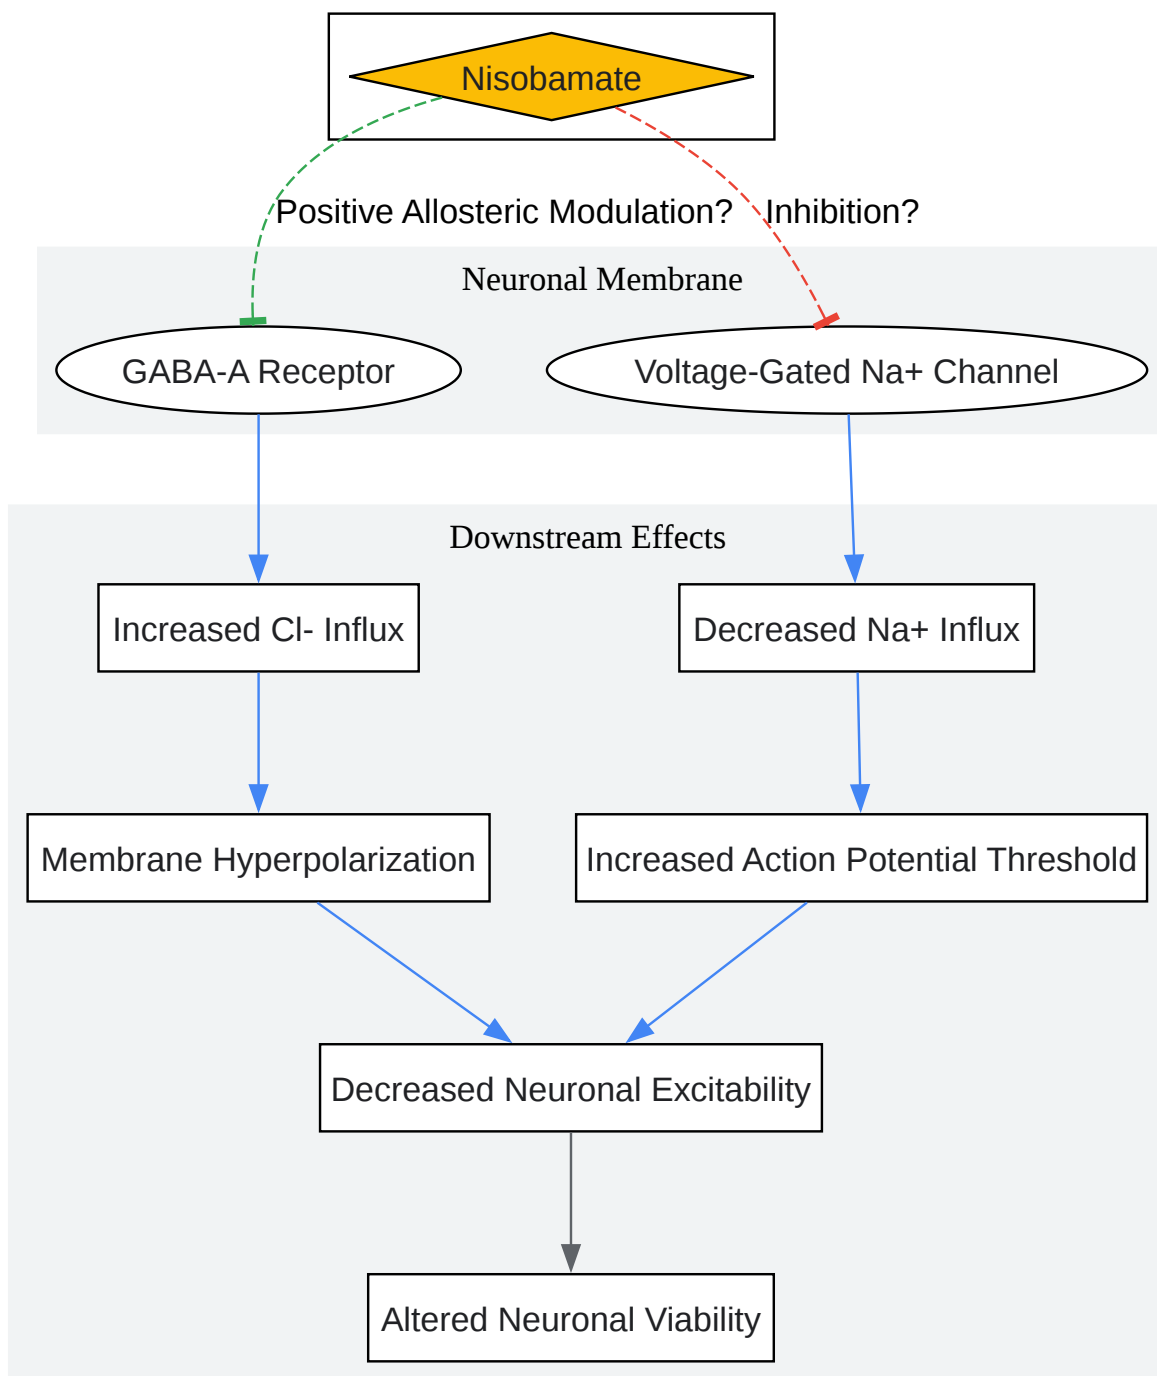 Nisobamate
Positive Allosteric Modulation?
Inhibition?
Neuronal Membrane
GABA-A Receptor
Voltage-Gated Na+ Channel
Downstream Effects
Increased Cl- Influx
Decreased Na+ Influx
Membrane Hyperpolarization
Increased Action Potential Threshold
Decreased Neuronal Excitability
Altered Neuronal Viability